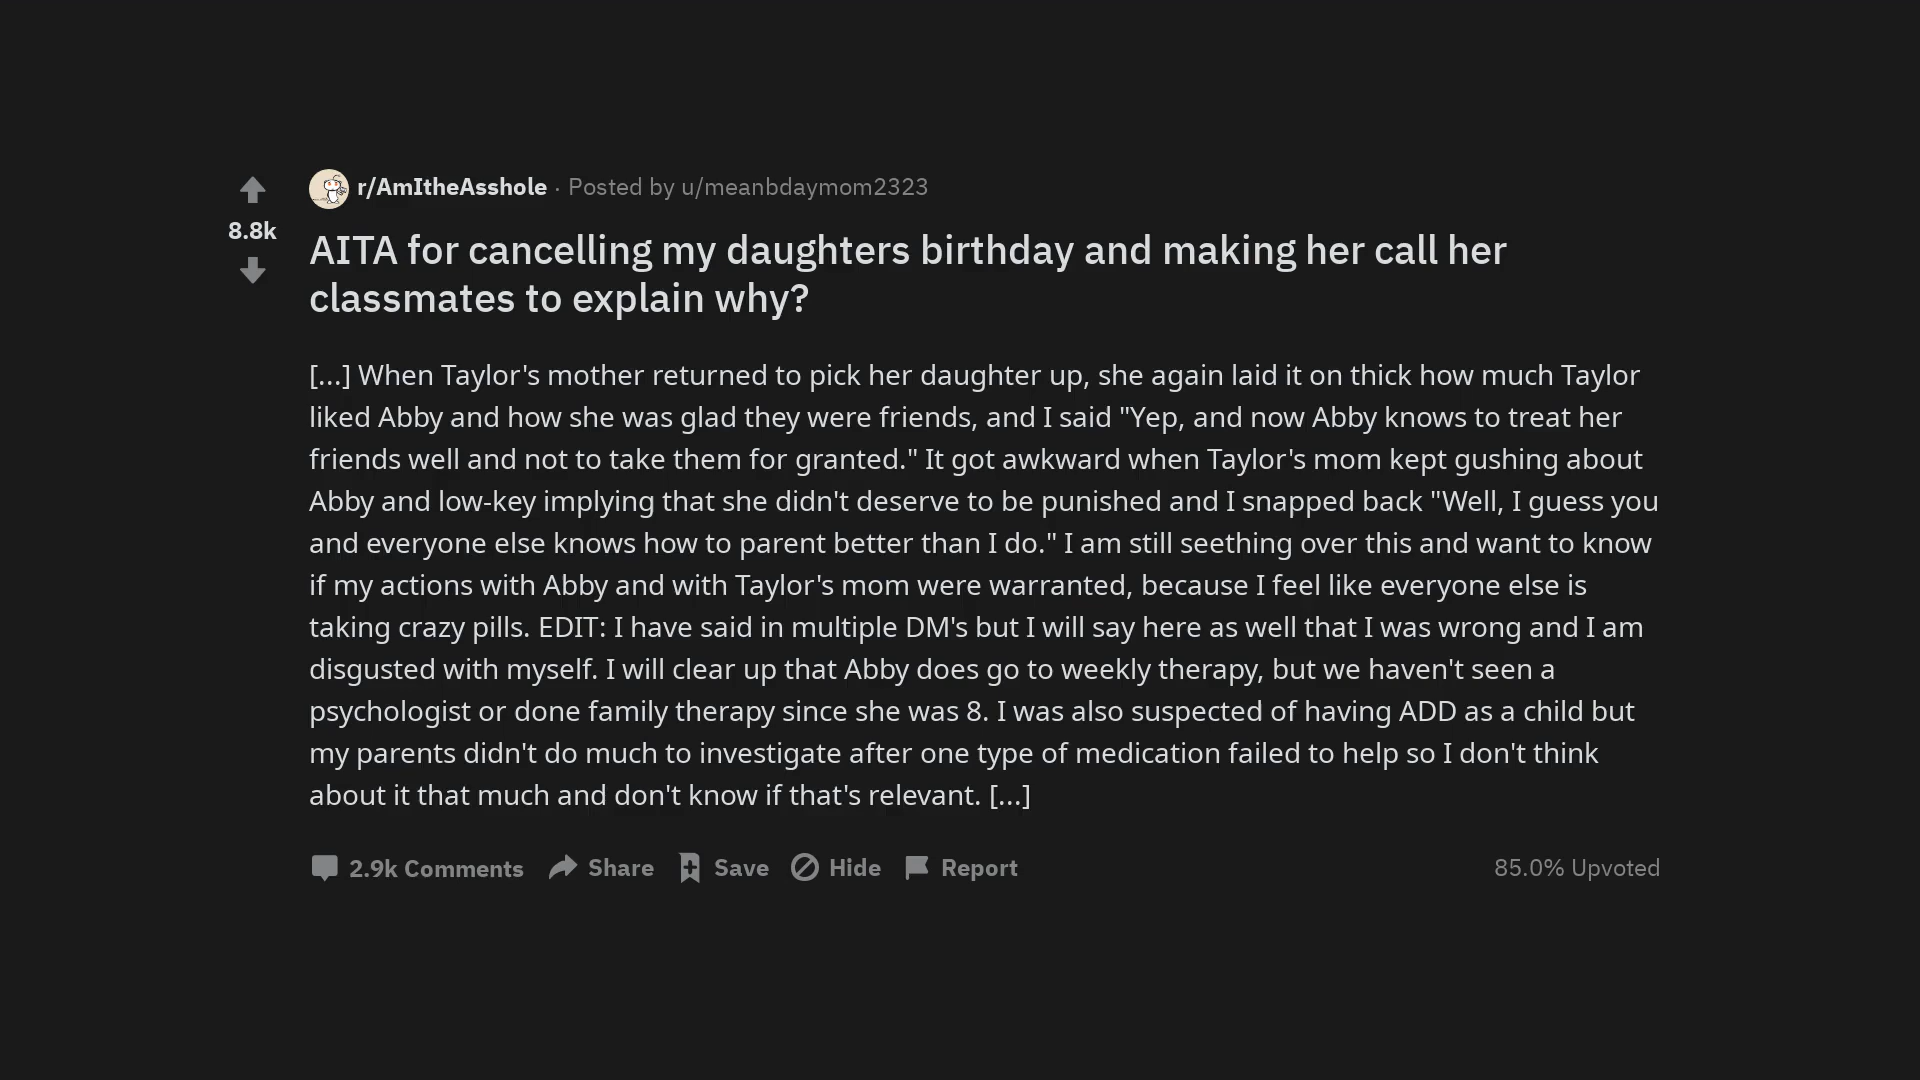 r/AmItheAsshole · Posted by u/meanbdaymom2323
8.8k
AITA for cancelling my daughters birthday and making her call her
classmates to explain why?
[...] When Taylor's mother returned to pick her daughter up, she again laid it on thick how much Taylor
liked Abby and how she was glad they were friends, and I said "Yep, and now Abby knows to treat her
friends well and not to take them for granted." It got awkward when Taylor's mom kept gushing about
Abby and low-key implying that she didn't deserve to be punished and I snapped back "Well, I guess you
and everyone else knows how to parent better than I do." I am still seething over this and want to know
if my actions with Abby and with Taylor's mom were warranted, because I feel like everyone else is
taking crazy pills. EDIT: I have said in multiple DM's but I will say here as well that I was wrong and I am
disgusted with myself. I will clear up that Abby does go to weekly therapy, but we haven't seen a
psychologist or done family therapy since she was 8. I was also suspected of having ADD as a child but
my parents didn't do much to investigate after one type of medication failed to help so I don't think
about it that much and don't know if that's relevant. [...]
2.9k Comments Share Save Hide Report 85.0% Upvoted